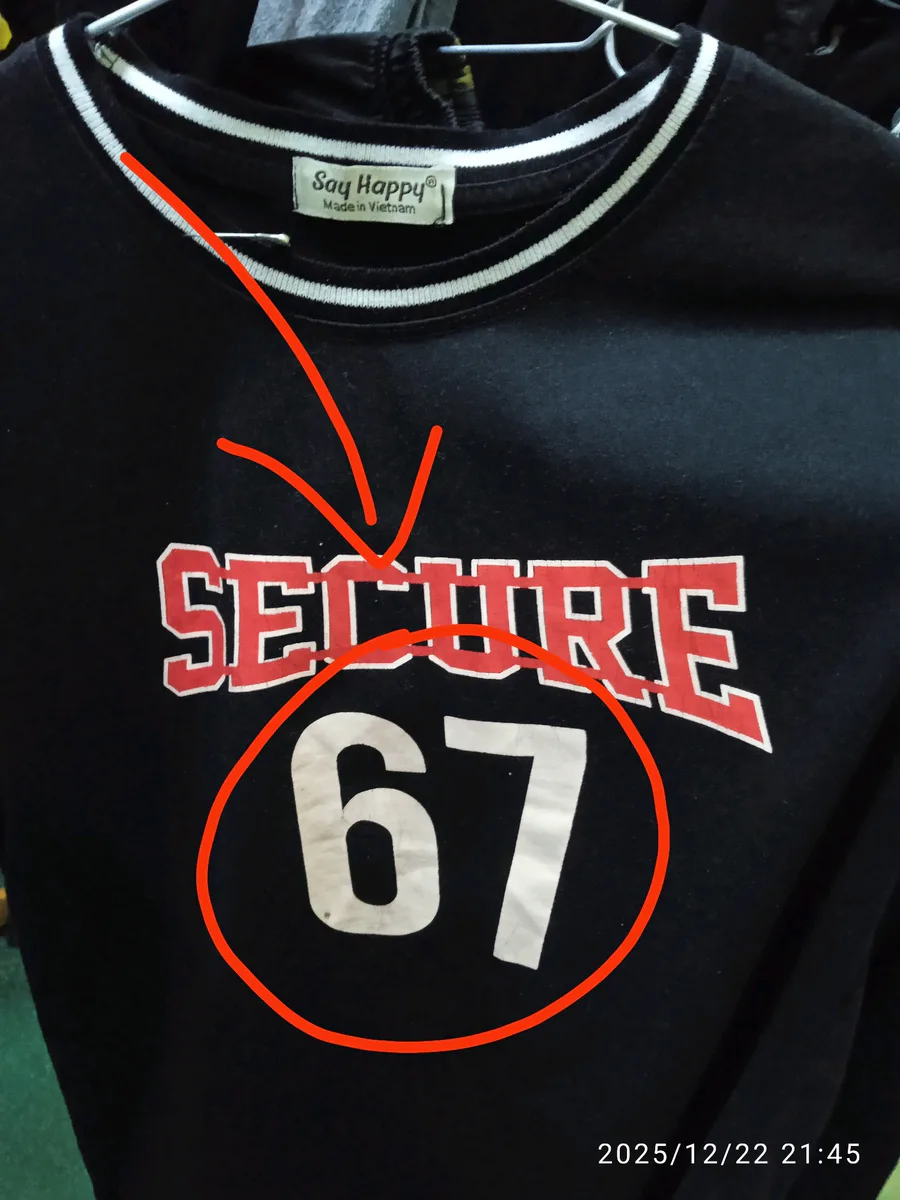 Say Happy®
Made in Vietnam
SECURE
67
2025/12/22 21:45